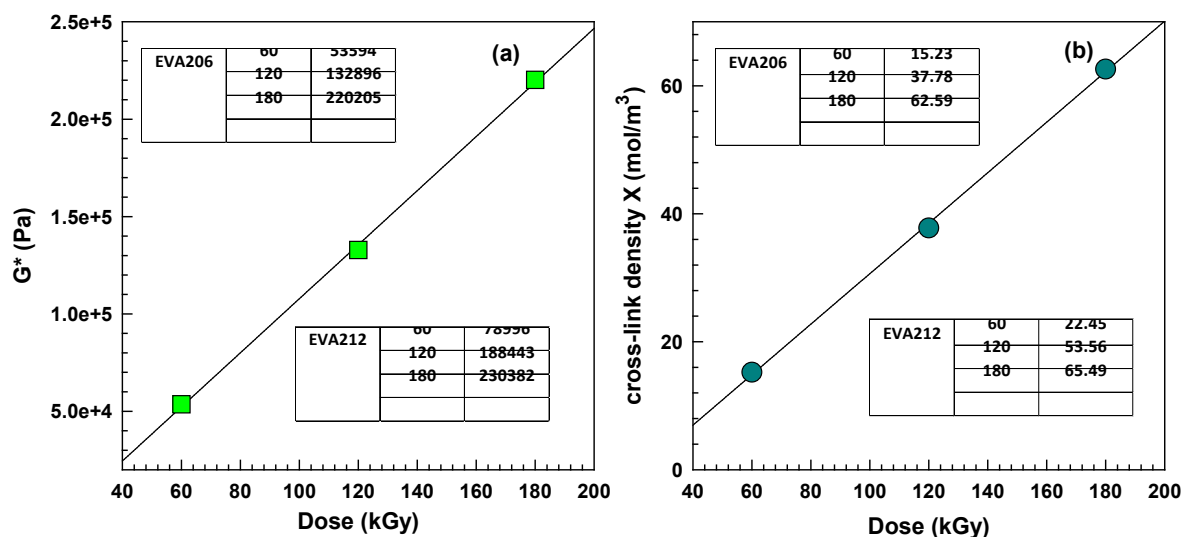 2.5e+5
2.0e+5
1.5e+5
1.0e+5
5.0e+4
G* (Pa)
(a)
EVA206
60 53594
120 132896
180 220205
EVA212
60 78996
120 188443
180 230382
40 60 80 100 120 140 160 180 200
Dose (kGy)
60
40
20
0
cross-link density X (mol/m³)
(b)
EVA206
60 15.23
120 37.78
180 62.59
EVA212
60 22.45
120 53.56
180 65.49
40 60 80 100 120 140 160 180 200
Dose (kGy)